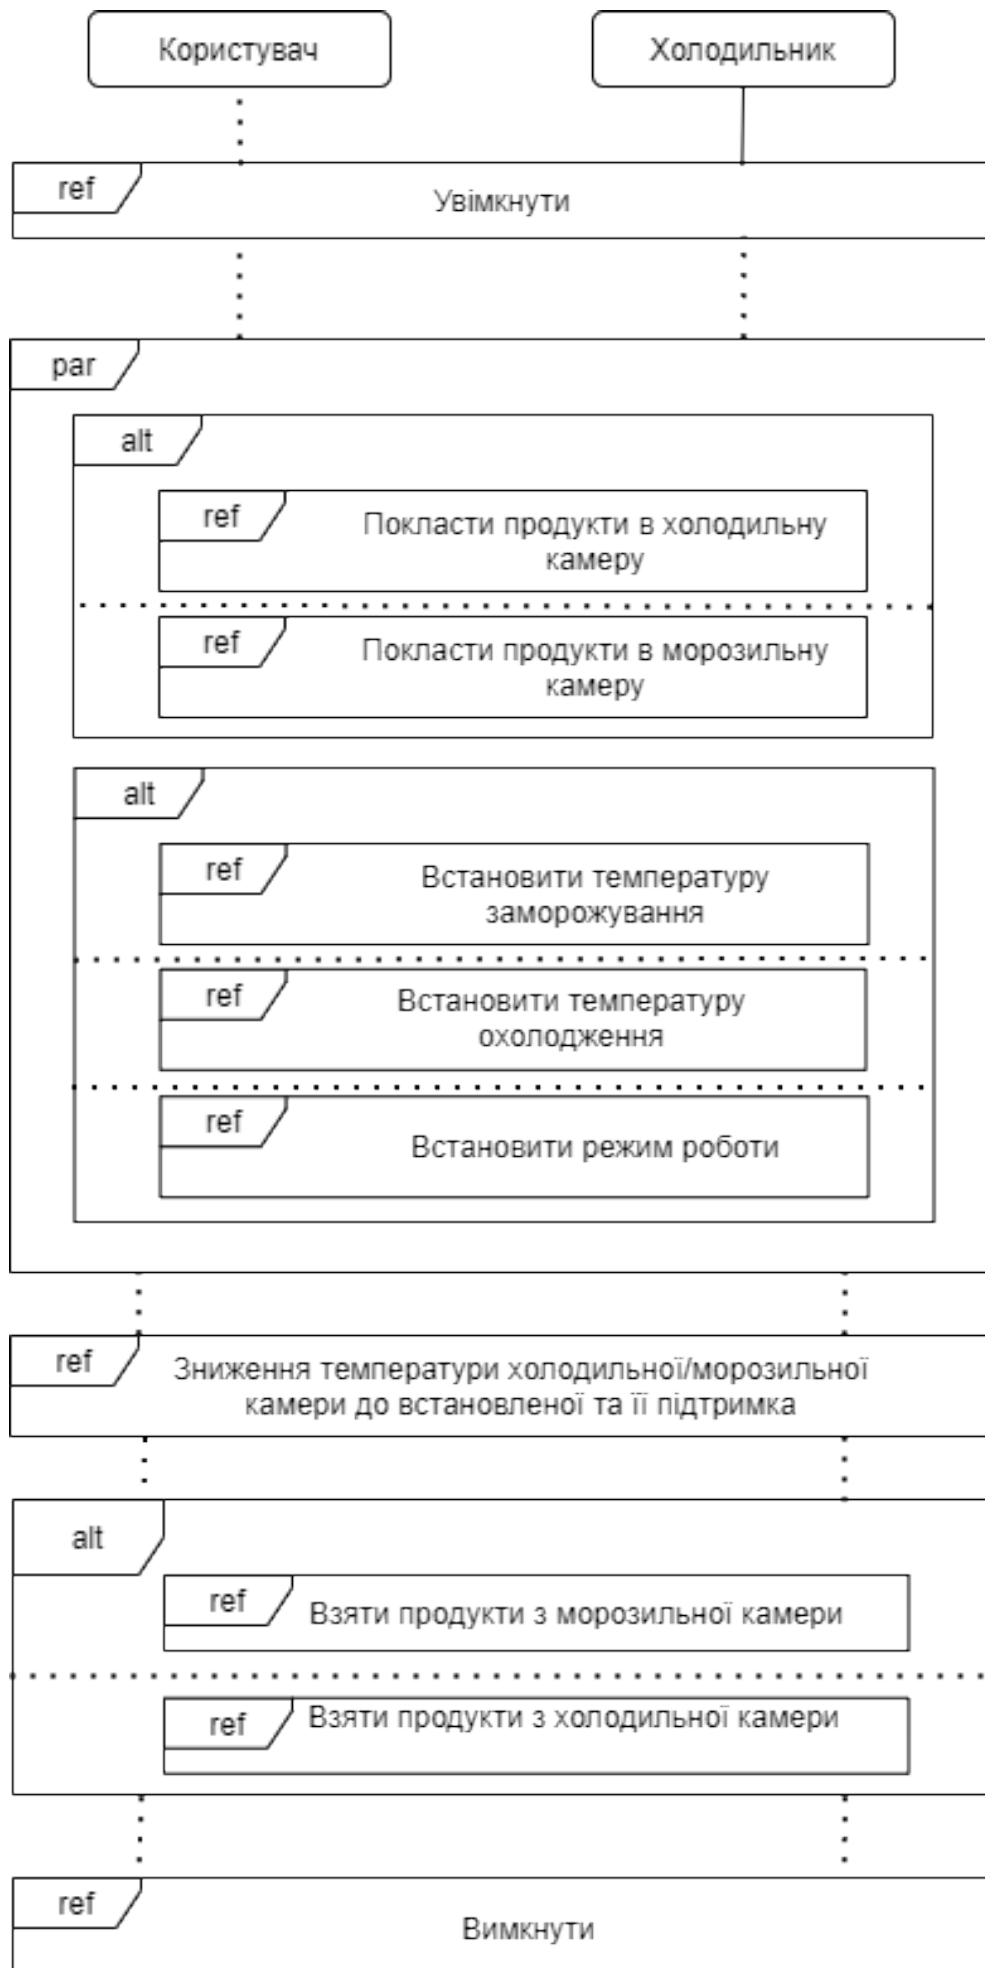 Користувач
Холодильник
ref
Увімкнути
par
alt
ref
Покласти продукти в холодильну
камеру
ref
Покласти продукти в морозильну
камеру
alt
ref
Встановити температуру
заморожування
ref
Встановити температуру
охолодження
ref
Встановити режим роботи
ref
Зниження температури холодильної/морозильної
камери до встановленої та її підтримка
alt
ref
Взяти продукти з морозильної камери
ref
Взяти продукти з холодильної камери
ref
Вимкнути